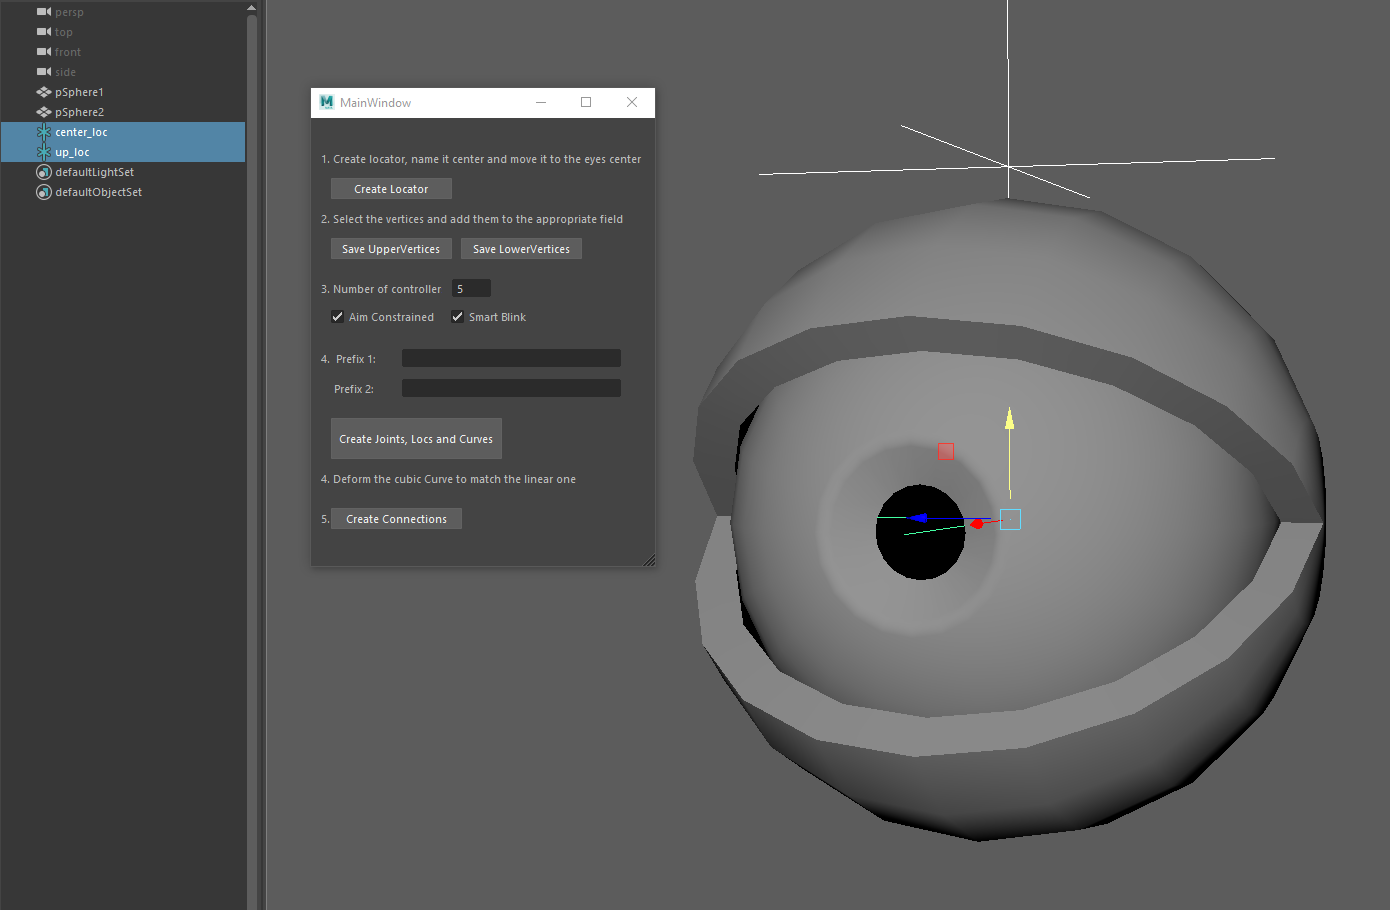 persp
top
front
side
pSphere1
pSphere2
center_loc
up_loc
defaultLightSet
defaultObjectSet
M MainWindow
1. Create locator, name it center and move it to the eyes center
Create Locator
2. Select the vertices and add them to the appropriate field
Save UpperVertices Save LowerVertices
3. Number of controller 5
Aim Constrained Smart Blink
4. Prefix 1:
Prefix 2:
Create Joints, Locs and Curves
4. Deform the cubic Curve to match the linear one
5. Create Connections